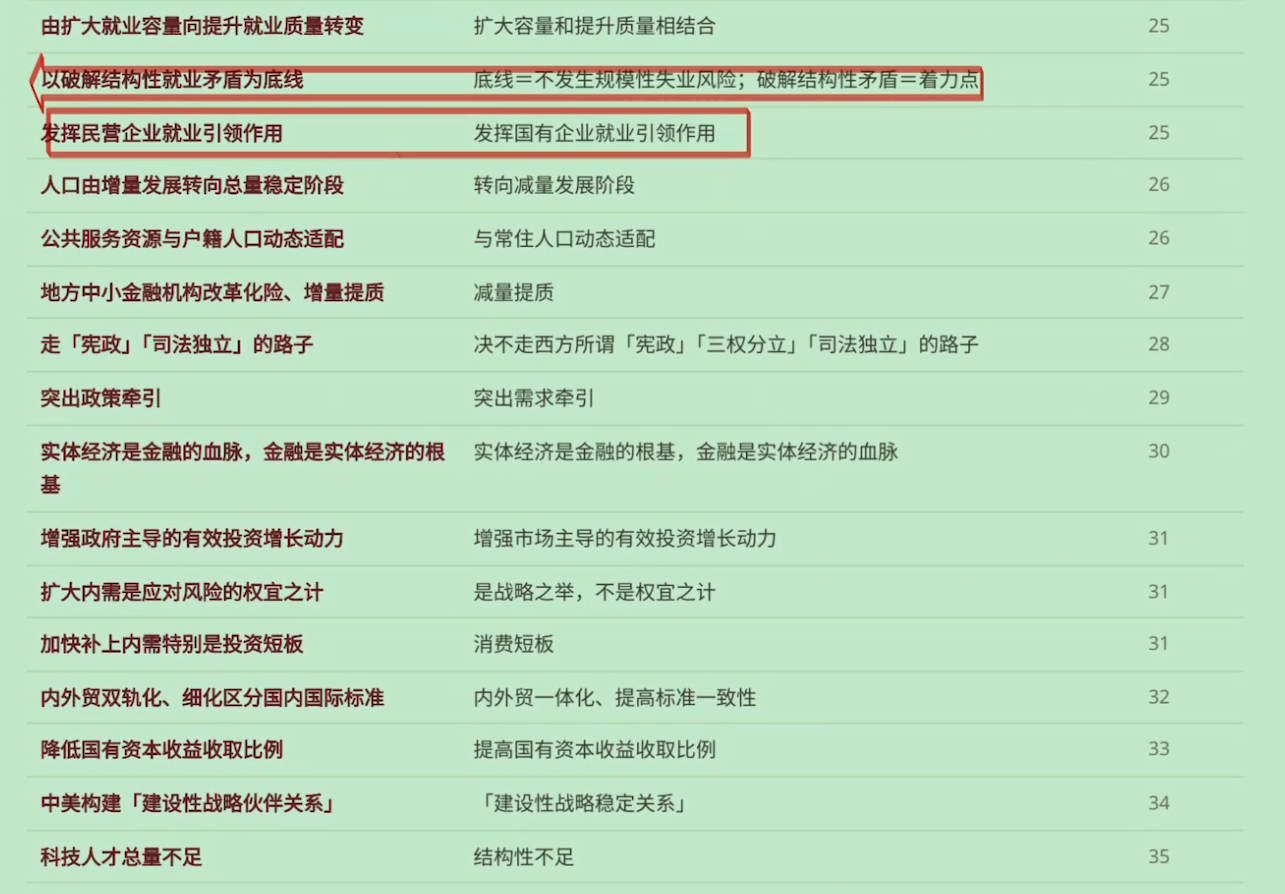 由扩大就业容量向提升就业质量转变 扩大容量和提升质量相结合 25
以破解结构性就业矛盾为底线 底线＝不发生规模性失业风险；破解结构性矛盾＝着力点 25
发挥民营企业就业引领作用 发挥国有企业就业引领作用 25
人口由增量发展转向总量稳定阶段 转向减量发展阶段 26
公共服务资源与户籍人口动态适配 与常住人口动态适配 26
地方中小金融机构改革化险、增量提质 减量提质 27
走「宪政」「司法独立」的路子 决不走西方所谓「宪政」「三权分立」「司法独立」的路子 28
突出政策牵引 突出需求牵引 29
实体经济是金融的血脉，金融是实体经济的根 实体经济是金融的根基，金融是实体经济的血脉 30
基
增强政府主导的有效投资增长动力 增强市场主导的有效投资增长动力 31
扩大内需是应对风险的权宜之计 是战略之举，不是权宜之计 31
加快补上内需特别是投资短板 消费短板 31
内外贸双轨化、细化区分国内国际标准 内外贸一体化、提高标准一致性 32
降低国有资本收益收取比例 提高国有资本收益收取比例 33
中美构建「建设性战略伙伴关系」 「建设性战略稳定关系」 34
科技人才总量不足 结构性不足 35